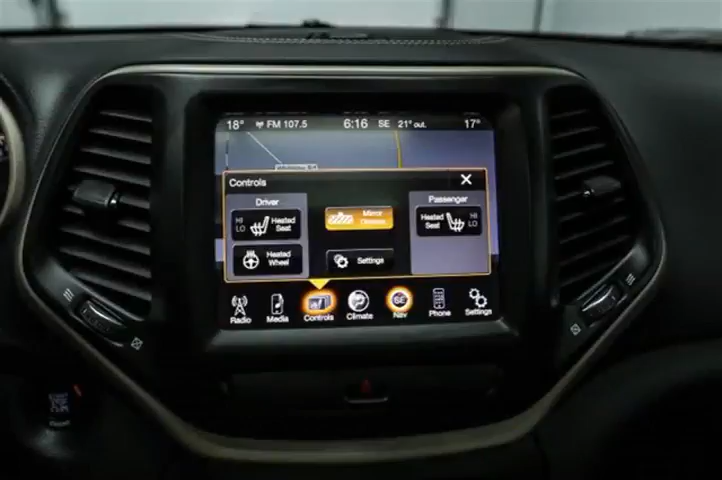 18° FM 107.5 6:16 SE 21° out. 17°
Controls X
Driver Passenger
HI LO Heated Seat
Mirror
Heated Seat HI LO
Heated Wheel
Settings
Radio Media Controls Climate SE Nav Phone Settings